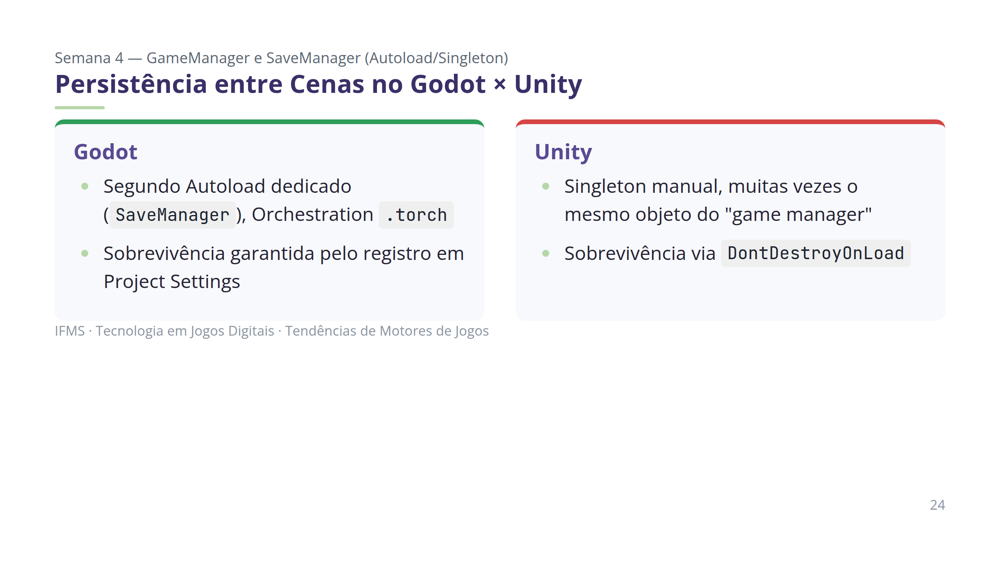 Semana 4 — GameManager e SaveManager (Autoload/Singleton)
Persistência entre Cenas no Godot × Unity
Godot
Segundo Autoload dedicado
(SaveManager), Orchestration .torch
Sobrevivência garantida pelo registro em
Project Settings
Unity
Singleton manual, muitas vezes o
mesmo objeto do "game manager"
Sobrevivência via DontDestroyOnLoad
IFMS · Tecnologia em Jogos Digitais · Tendências de Motores de Jogos
24